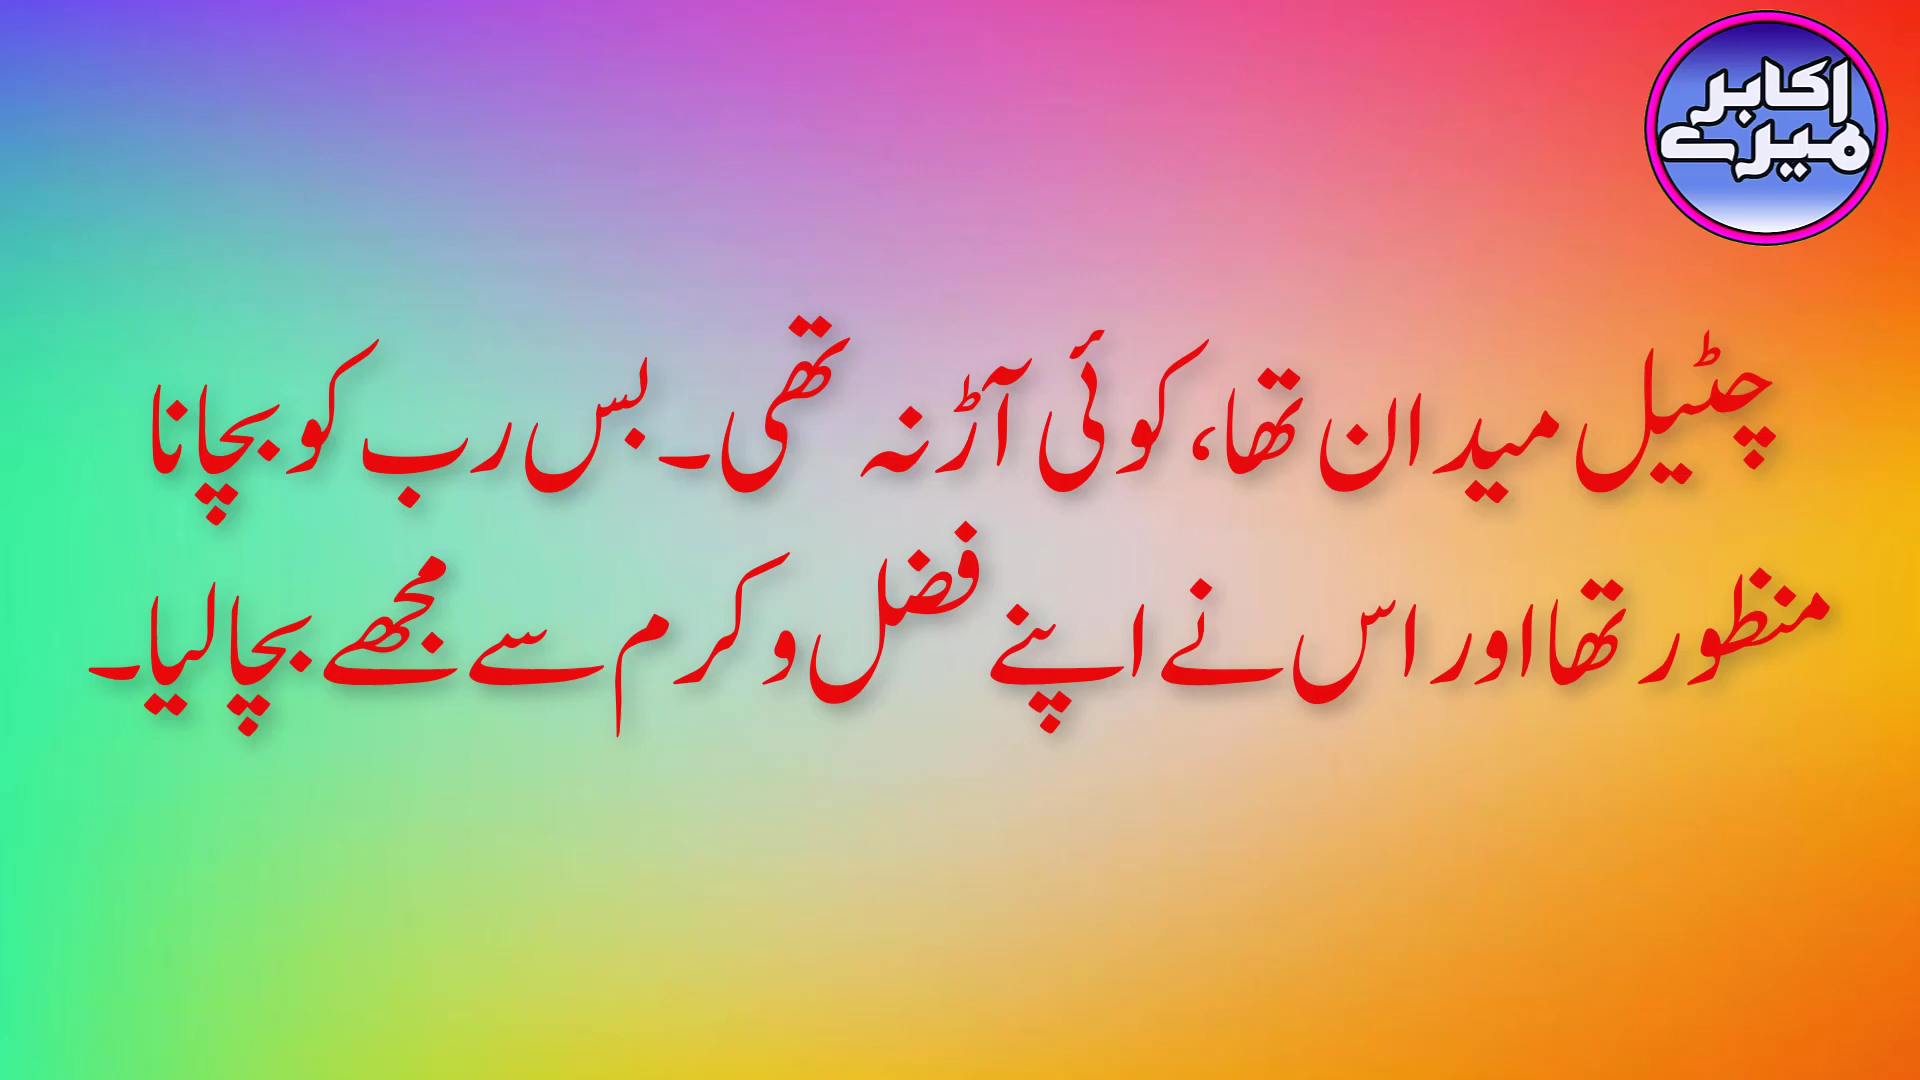 اکابر
میرے
چٹیل میدان تھا، کوئی آڑ نہ تھی۔ بس رب کو بچانا
منظور تھا اور اس نے اپنے فضل و کرم سے مجھے بچا لیا۔